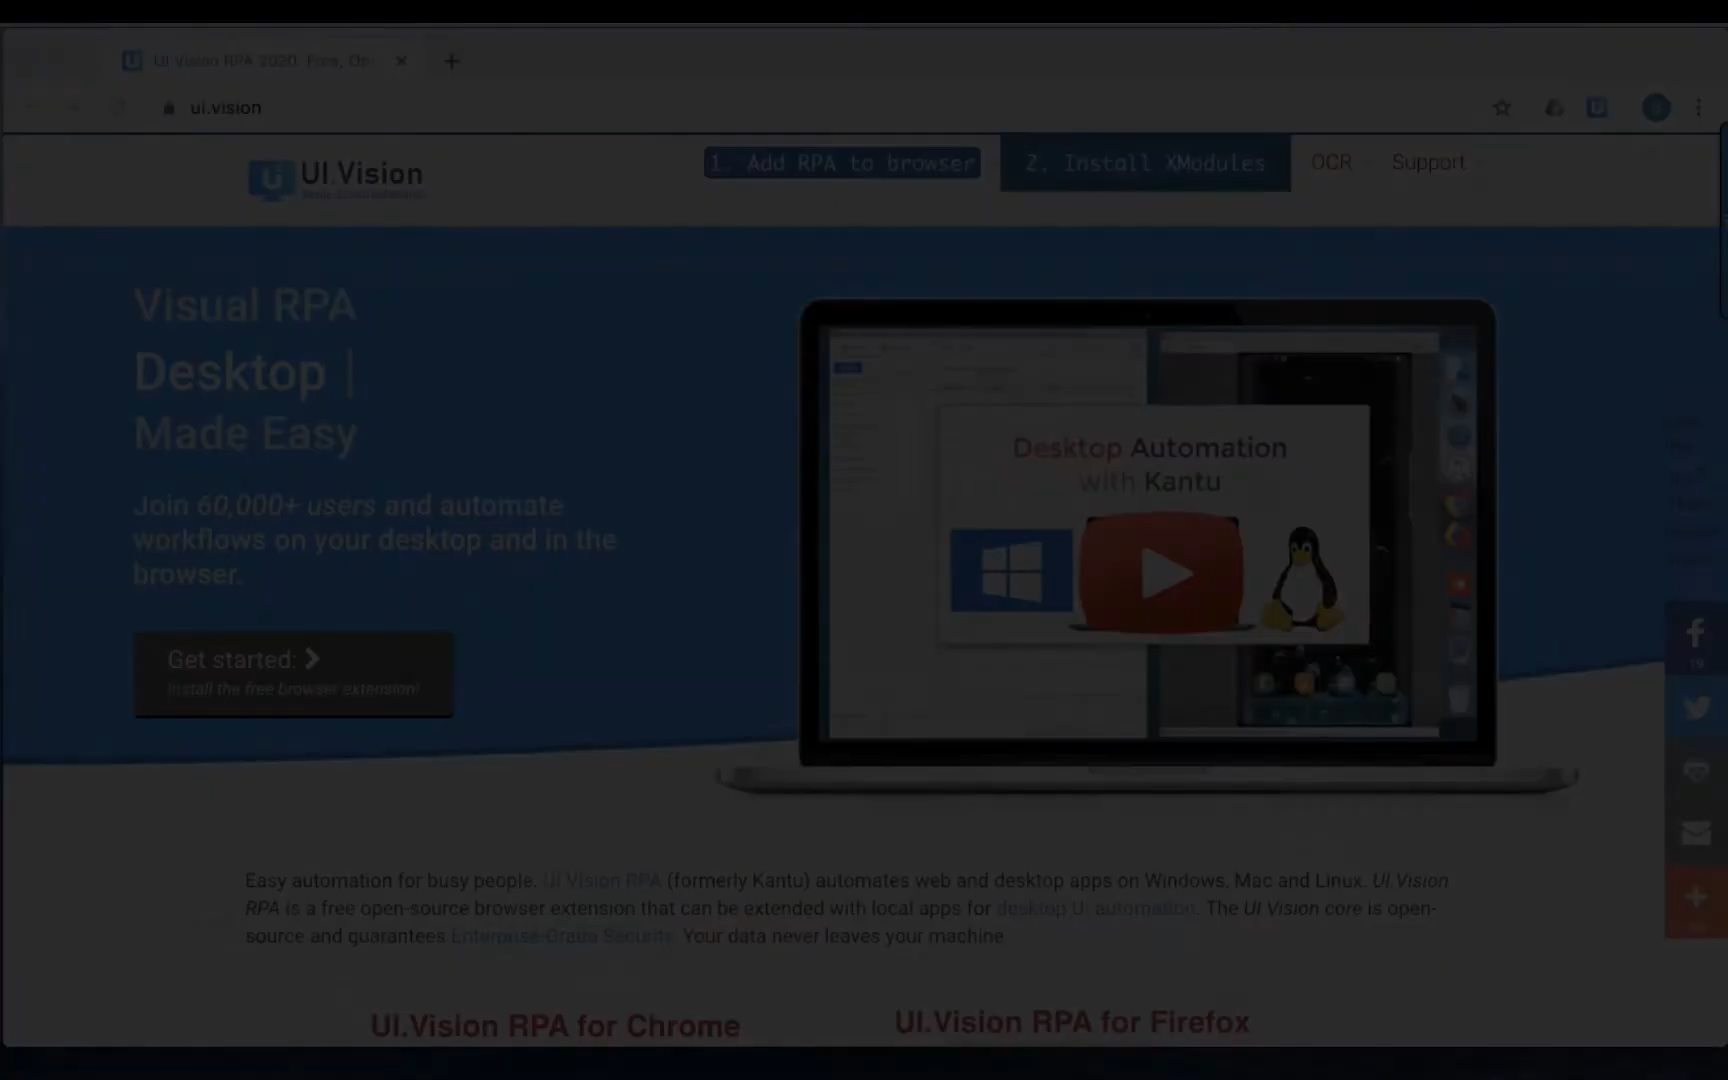 UI.Vision RPA 2020. Free, Op
ui.vision
UI.Vision
1. Add RPA to browser
2. Install XModules
OCR
Support
Visual RPA
Desktop |
Made Easy
Join 60,000+ users and automate
workflows on your desktop and in the
browser.
Get started:
Install the free browser extension!
Desktop Automation
with Kantu
19
Easy automation for busy people. UI.Vision RPA (formerly Kantu) automates web and desktop apps on Windows, Mac and Linux. UI.Vision
RPA is a free open-source browser extension that can be extended with local apps for desktop UI automation. The UI.Vision core is open-
source and guarantees Enterprise-Grade Security. Your data never leaves your machine.
UI.Vision RPA for Chrome
UI.Vision RPA for Firefox